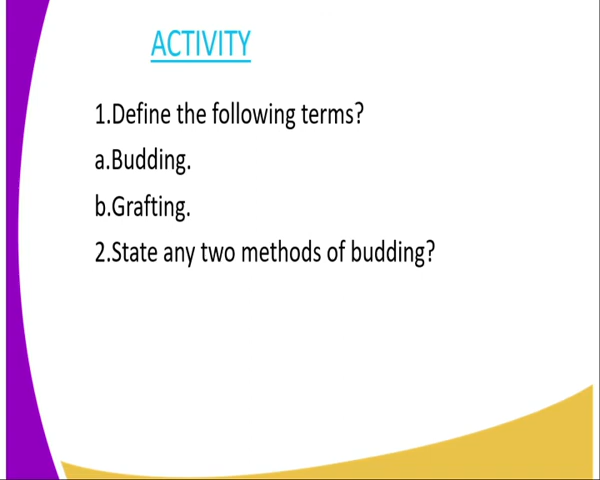 ACTIVITY
1.Define the following terms?
a.Budding.
b.Grafting.
2.State any two methods of budding?